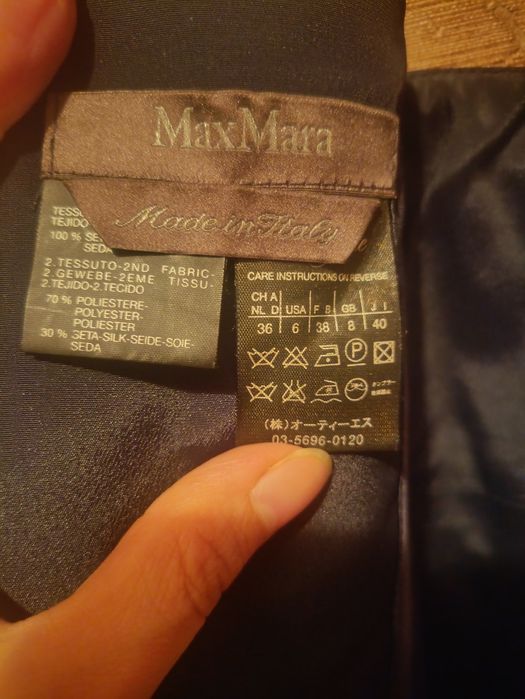 MaxMara
Made in Italy
TESS
TEJIDO
100 % SE
SEDA
2.TESSUTO-2ND FABRIC-
2.GEWEBE-2EME TISSU.
2.TEJIDO-2.TECIDO
70 % POLIESTERE-
POLYESTER-
POLIESTER
30 % SETA-SILK-SEIDE-SOIE-
SEDA
CARE INSTRUCTIONS ON REVERSE
CH A
NL D USA F B GB J I
36 6 38 8 40
P
(株)オーティーエス
03-5696-0120